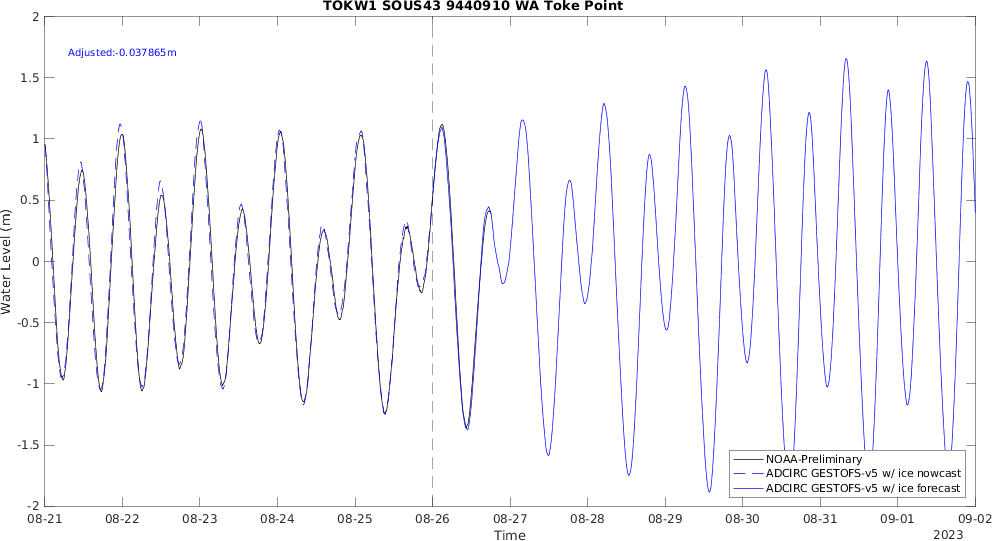 TOKW1 SOUS43 9440910 WA Toke Point
Adjusted:-0.037865m
Water Level (m)
2
1.5
1
0.5
0
-0.5
-1
-1.5
-2
NOAA-Preliminary
ADCIRC GESTOFS-v5 w/ ice nowcast
ADCIRC GESTOFS-v5 w/ ice forecast
08-21 08-22 08-23 08-24 08-25 08-26 08-27 08-28 08-29 08-30 08-31 09-01 09-02
Time
2023